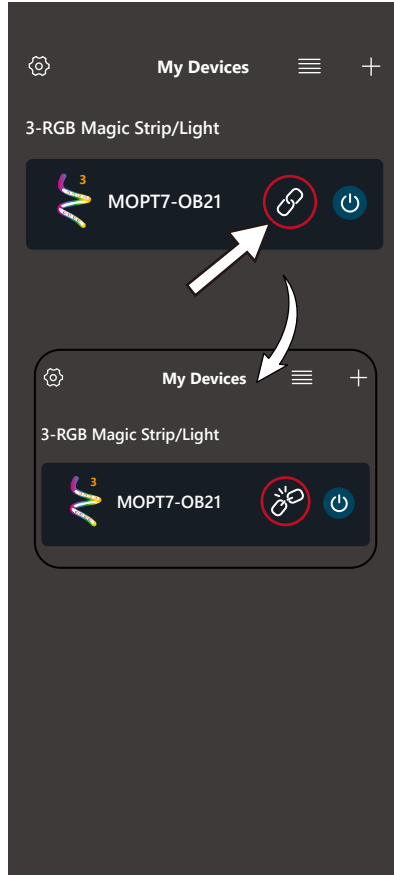 My Devices
3-RGB Magic Strip/Light
3
MOPT7-OB21
My Devices
3-RGB Magic Strip/Light
3
MOPT7-OB21